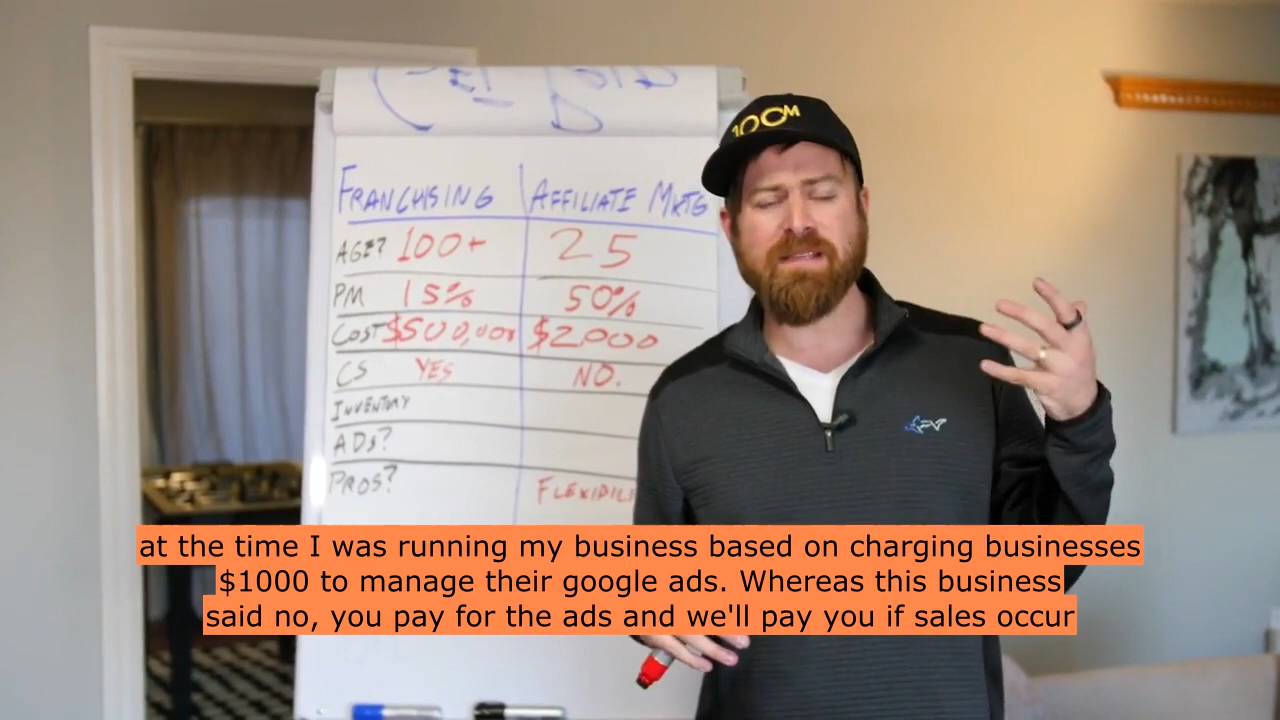 100M
FRANCHISING AFFILIATE MKTG
AGE? 100+ 25
PM 15% 50%
COST $500,000 $2,000
CS YES NO.
INVENTORY
ADS?
PROS? FLEXIBILI
at the time I was running my business based on charging businesses
$1000 to manage their google ads. Whereas this business
said no, you pay for the ads and we'll pay you if sales occur